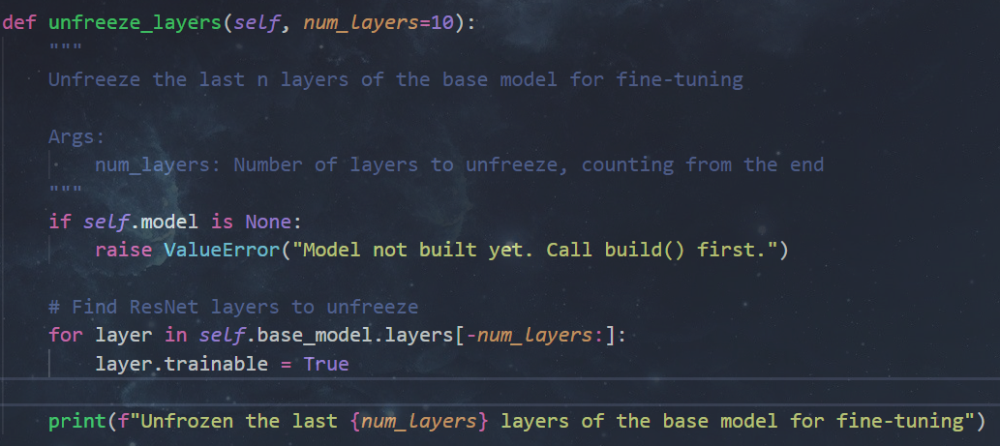 def unfreeze_layers(self, num_layers=10):
    """
    Unfreeze the last n layers of the base model for fine-tuning

    Args:
        num_layers: Number of layers to unfreeze, counting from the end
    """
    if self.model is None:
        raise ValueError("Model not built yet. Call build() first.")

    # Find ResNet layers to unfreeze
    for layer in self.base_model.layers[-num_layers:]:
        layer.trainable = True

    print(f"Unfrozen the last {num_layers} layers of the base model for fine-tuning")